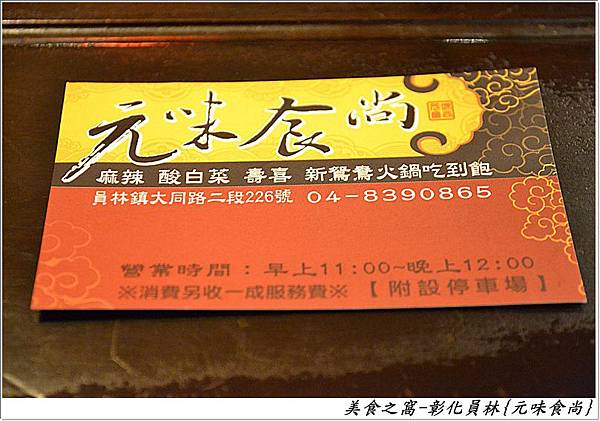 元味食尚
麻辣 酸白菜 壽喜 新鴛鴦火鍋吃到飽
員林鎮大同路二段226號 04-8390865
營業時間：早上11:00~晚上12:00
※消費另收一成服務費※【附設停車場】
美食之窩-彰化員林{元味食尚}